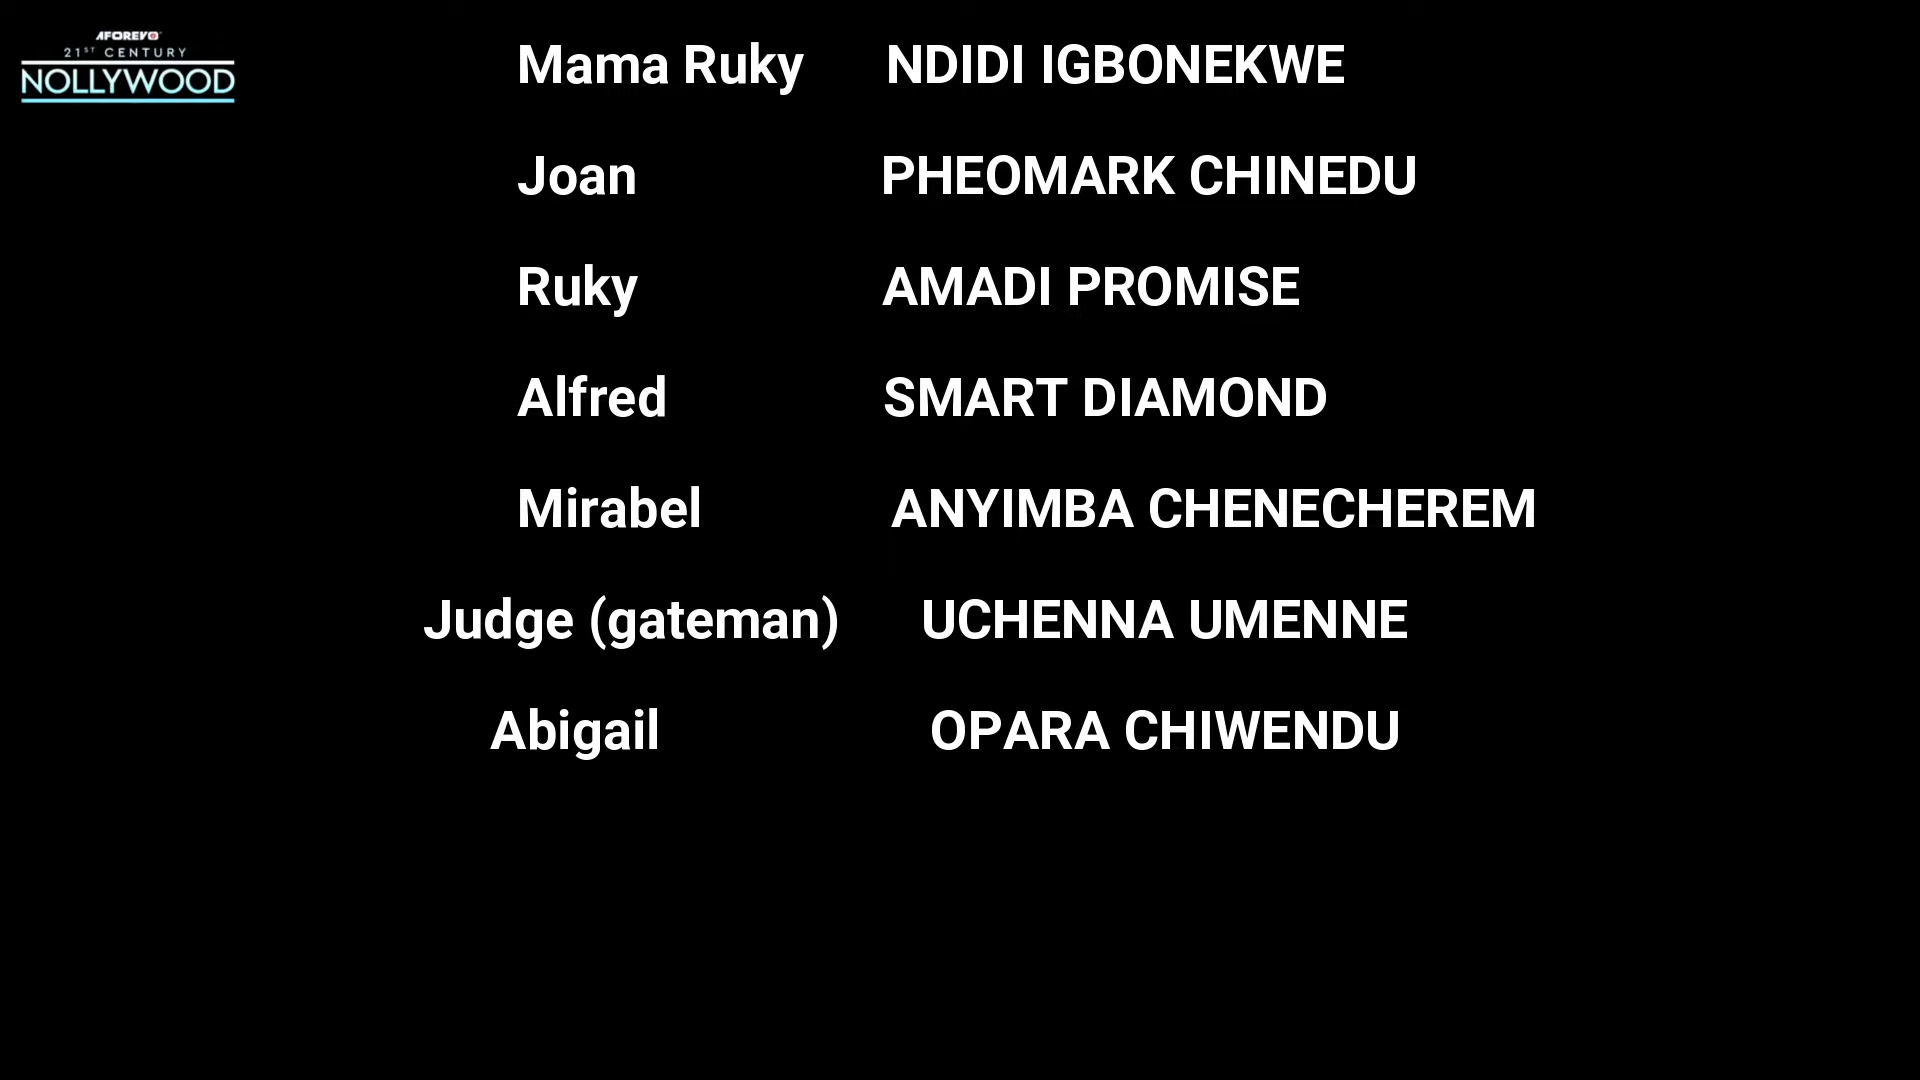 AFOREVO
21ST CENTURY
NOLLYWOOD
Mama Ruky NDIDI IGBONEKWE
Joan PHEOMARK CHINEDU
Ruky AMADI PROMISE
Alfred SMART DIAMOND
Mirabel ANYIMBA CHENECHEREM
Judge (gateman) UCHENNA UMENNE
Abigail OPARA CHIWENDU